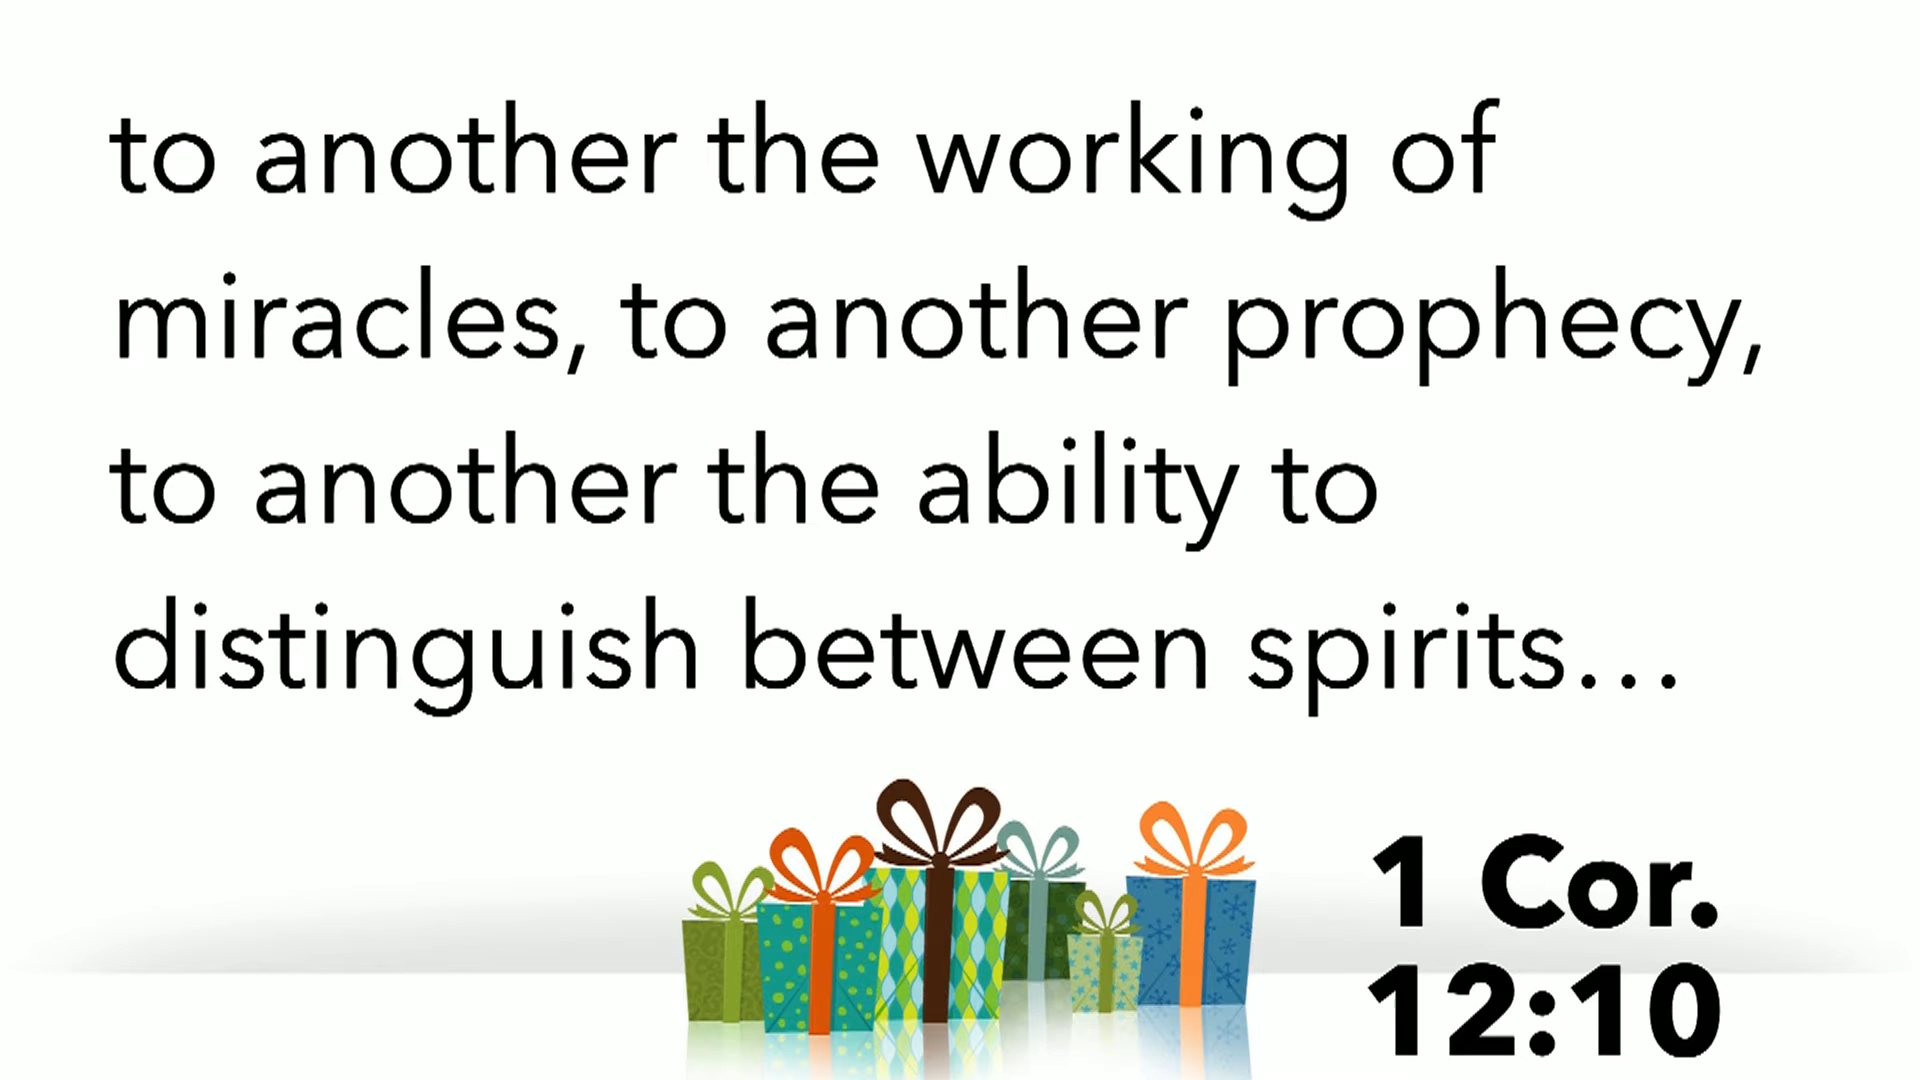 to another the working of
miracles, to another prophecy,
to another the ability to
distinguish between spirits…
1 Cor.
12:10